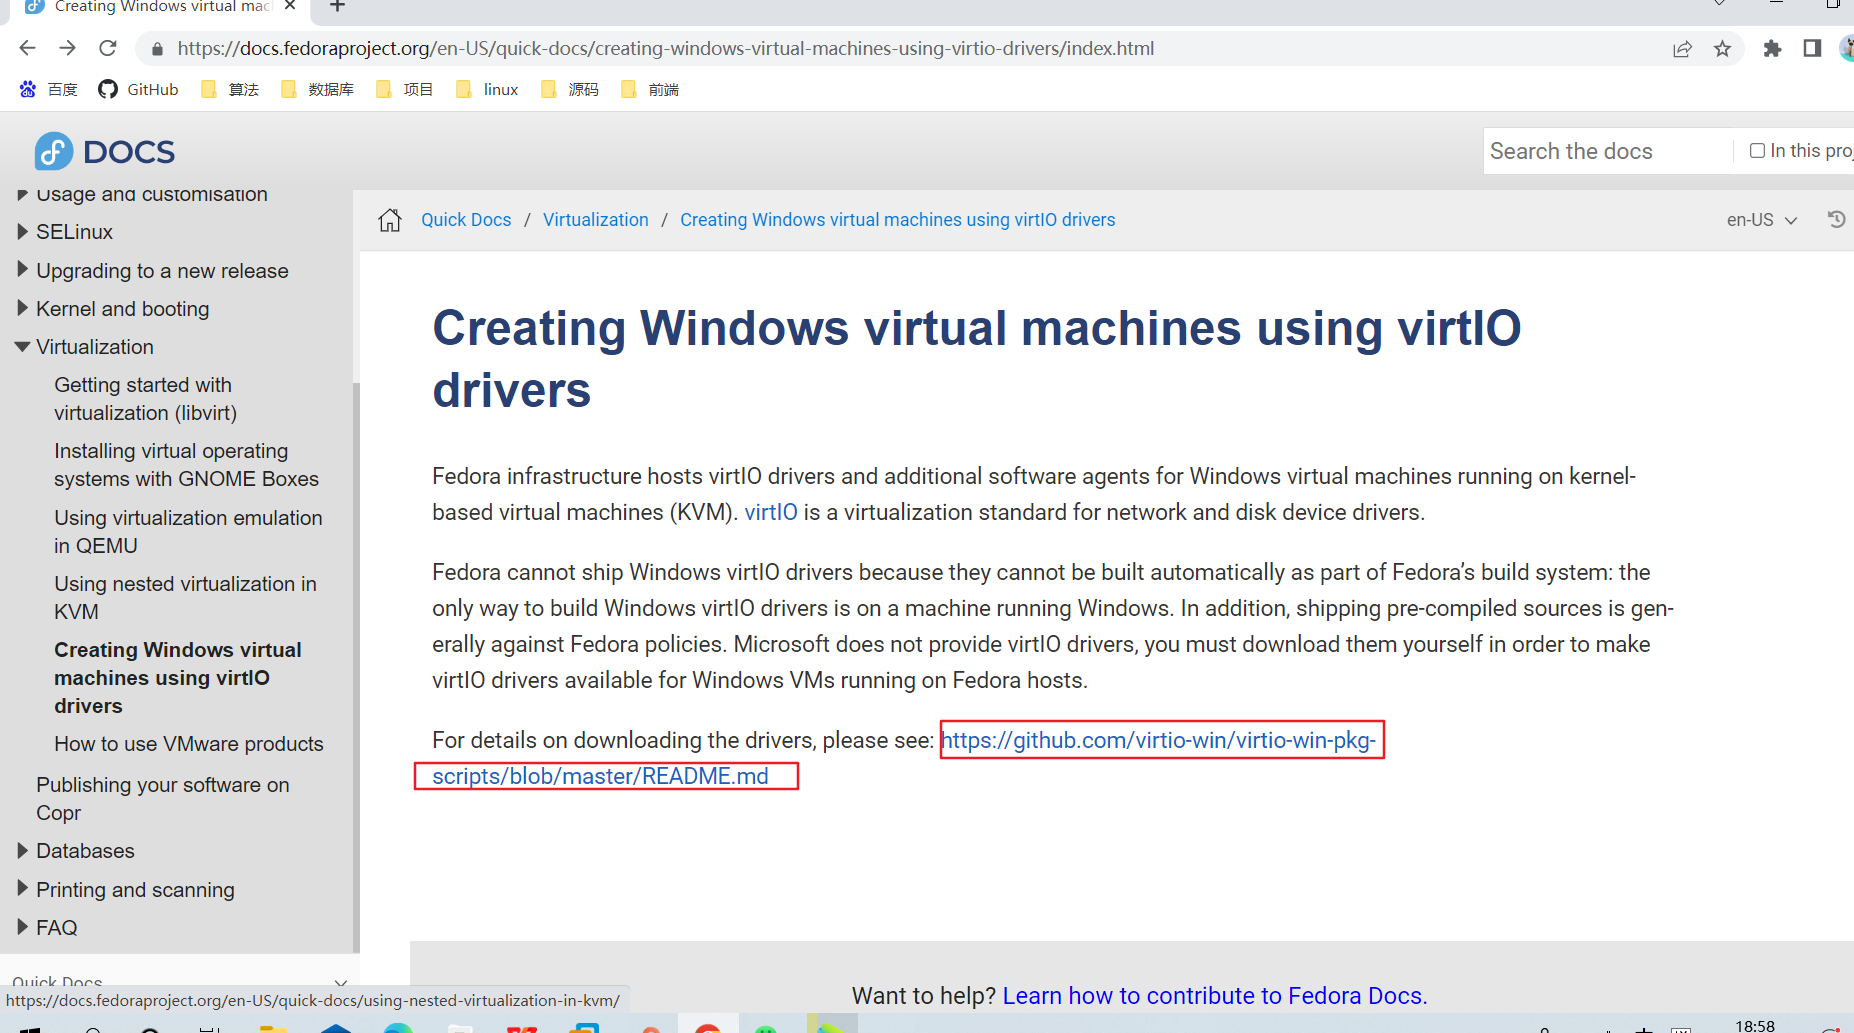 Creating Windows virtual mac
https://docs.fedoraproject.org/en-US/quick-docs/creating-windows-virtual-machines-using-virtio-drivers/index.html
百度 GitHub 算法 数据库 项目 linux 源码 前端
DOCS
Search the docs In this proj
Usage and customisation
SELinux
Upgrading to a new release
Kernel and booting
Virtualization
Getting started with
virtualization (libvirt)
Installing virtual operating
systems with GNOME Boxes
Using virtualization emulation
in QEMU
Using nested virtualization in
KVM
Creating Windows virtual
machines using virtIO
drivers
How to use VMware products
Publishing your software on
Copr
Databases
Printing and scanning
FAQ
Quick Docs
https://docs.fedoraproject.org/en-US/quick-docs/using-nested-virtualization-in-kvm/
Quick Docs / Virtualization / Creating Windows virtual machines using virtIO drivers
en-US
Creating Windows virtual machines using virtIO
drivers
Fedora infrastructure hosts virtIO drivers and additional software agents for Windows virtual machines running on kernel-
based virtual machines (KVM). virtIO is a virtualization standard for network and disk device drivers.
Fedora cannot ship Windows virtIO drivers because they cannot be built automatically as part of Fedora’s build system: the
only way to build Windows virtIO drivers is on a machine running Windows. In addition, shipping pre-compiled sources is gen-
erally against Fedora policies. Microsoft does not provide virtIO drivers, you must download them yourself in order to make
virtIO drivers available for Windows VMs running on Fedora hosts.
For details on downloading the drivers, please see: https://github.com/virtio-win/virtio-win-pkg-
scripts/blob/master/README.md
Want to help? Learn how to contribute to Fedora Docs.
18:58